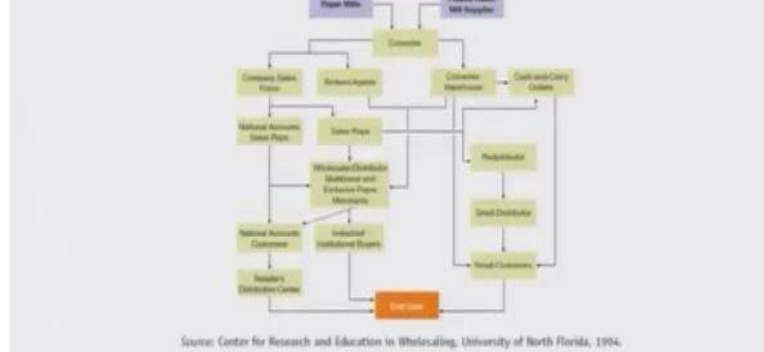 Paper Mills
Mill Supplier
Converter
Company Sales
Force
Brokers/Agents
Converter
Warehouse
Cash-and-Carry
Outlets
National Accounts
Sales Reps
Sales Reps
Redistributor
Wholesaler-Distributor
Multilineal and
Exclusive Paper
Merchants
Small Distributor
National Accounts
Customers
Industrial/
Institutional Buyers
Small Customers
Retailer's
Distribution Center
End User
Source: Center for Research and Education in Wholesaling, University of North Florida, 1994.